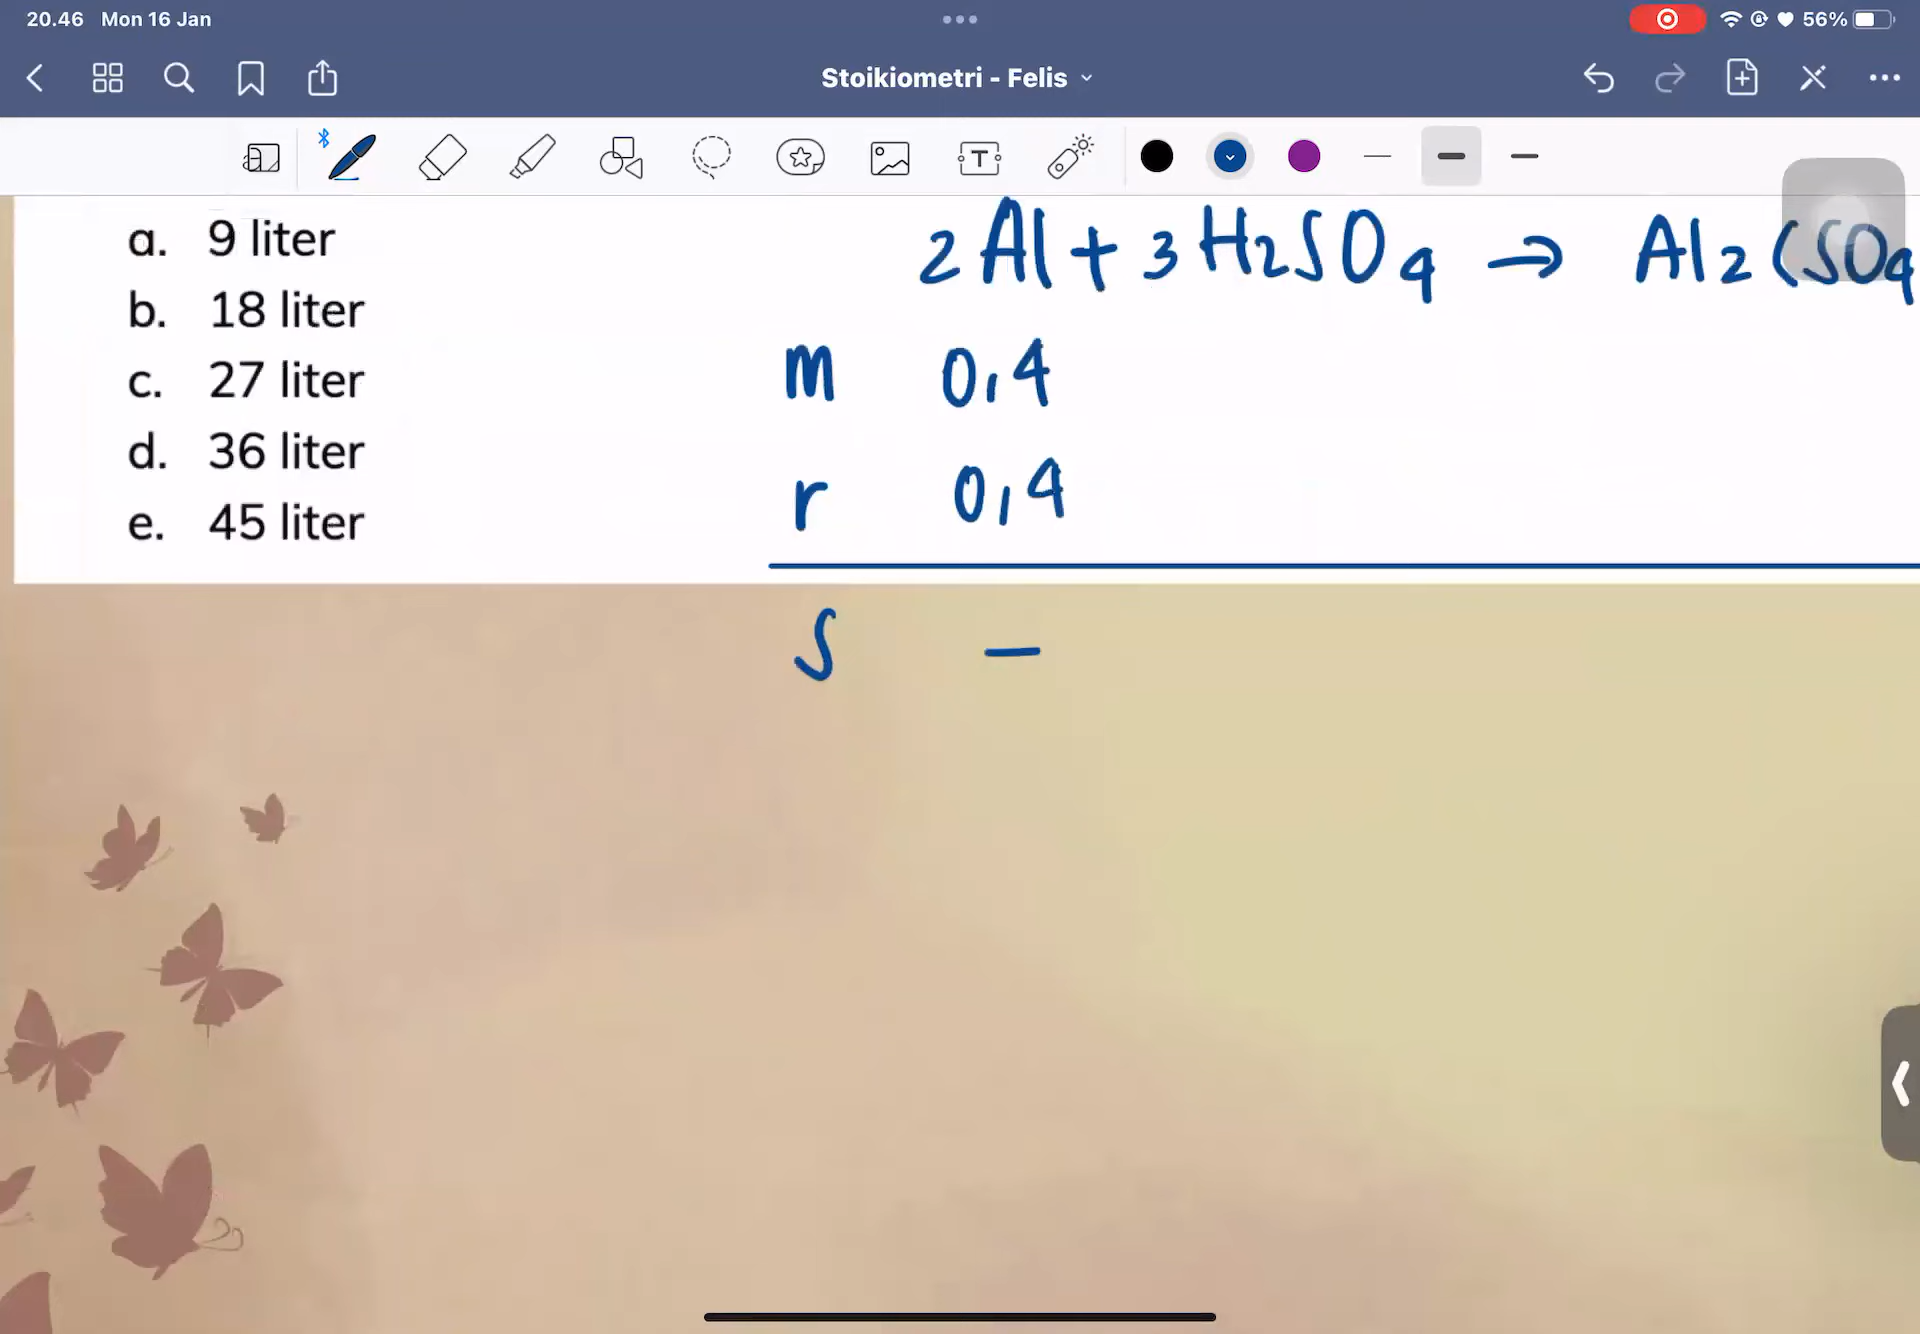 20.46 Mon 16 Jan
56%
Stoikiometri - Felis
a. 9 liter
b. 18 liter
c. 27 liter
d. 36 liter
e. 45 liter
2Al + 3H2SO4 → Al2(SO4
m 0,4
r 0,4
s −